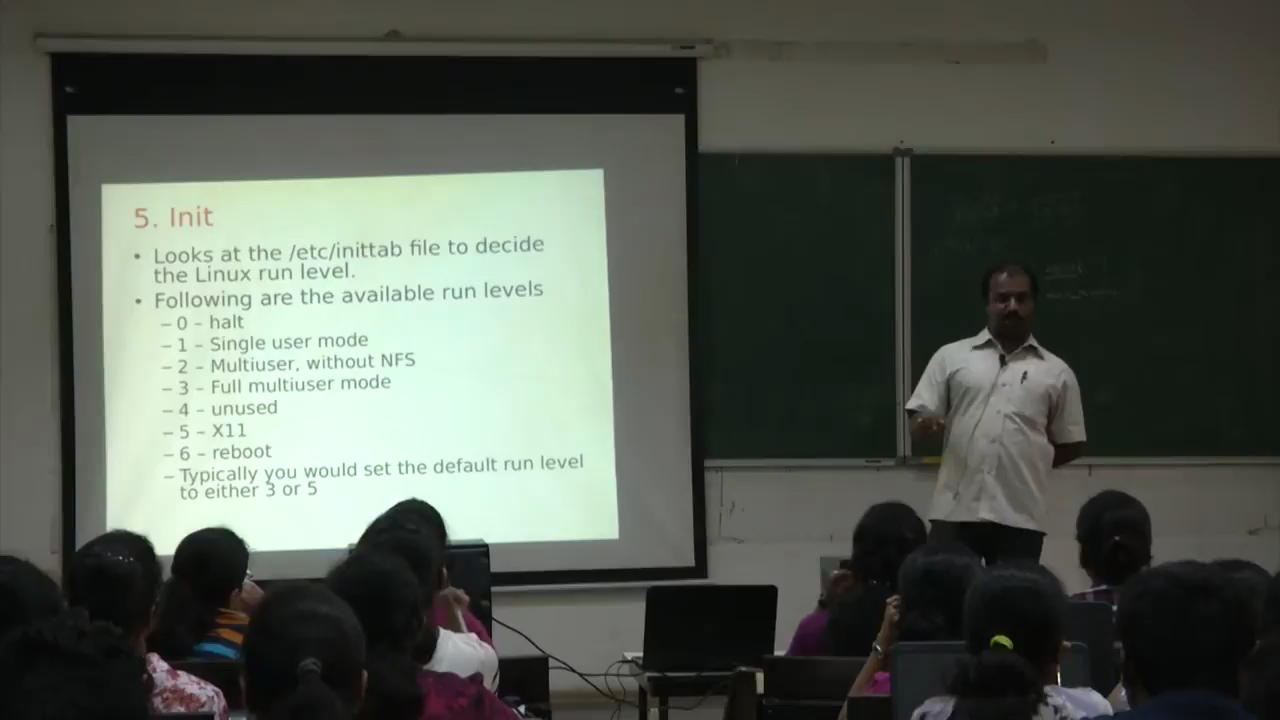 5. Init
• Looks at the /etc/inittab file to decide
the Linux run level.
• Following are the available run levels
– 0 – halt
– 1 – Single user mode
– 2 – Multiuser, without NFS
– 3 – Full multiuser mode
– 4 – unused
– 5 – X11
– 6 – reboot
– Typically you would set the default run level
to either 3 or 5